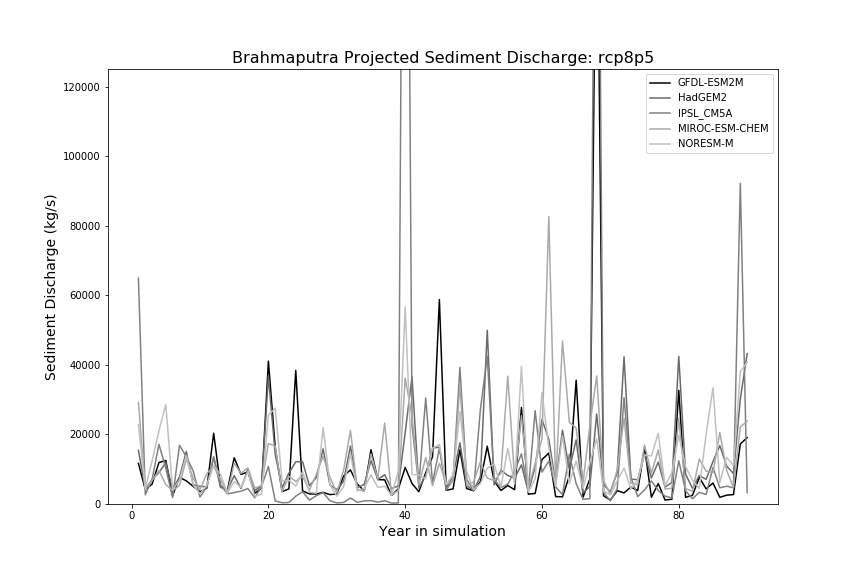 Brahmaputra Projected Sediment Discharge: rcp8p5
GFDL-ESM2M
HadGEM2
IPSL_CM5A
MIROC-ESM-CHEM
NORESM-M
120000
100000
80000
60000
40000
20000
0
Sediment Discharge (kg/s)
0 20 40 60 80
Year in simulation